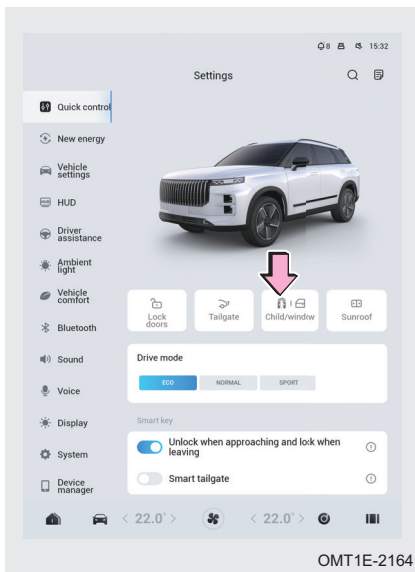 8 15:32
Settings
Quick control
New energy
Vehicle
settings
HUD
HUD
Driver
assistance
Ambient
light
Vehicle
comfort
Bluetooth
Sound
Voice
Display
System
Device
manager
Lock
doors
Tailgate
Child/windrw
Sunroof
Drive mode
ECO NORMAL SPORT
Smart key
Unlock when approaching and lock when
leaving
Smart tailgate
< 22.0° > < 22.0° >
OMT1E-2164